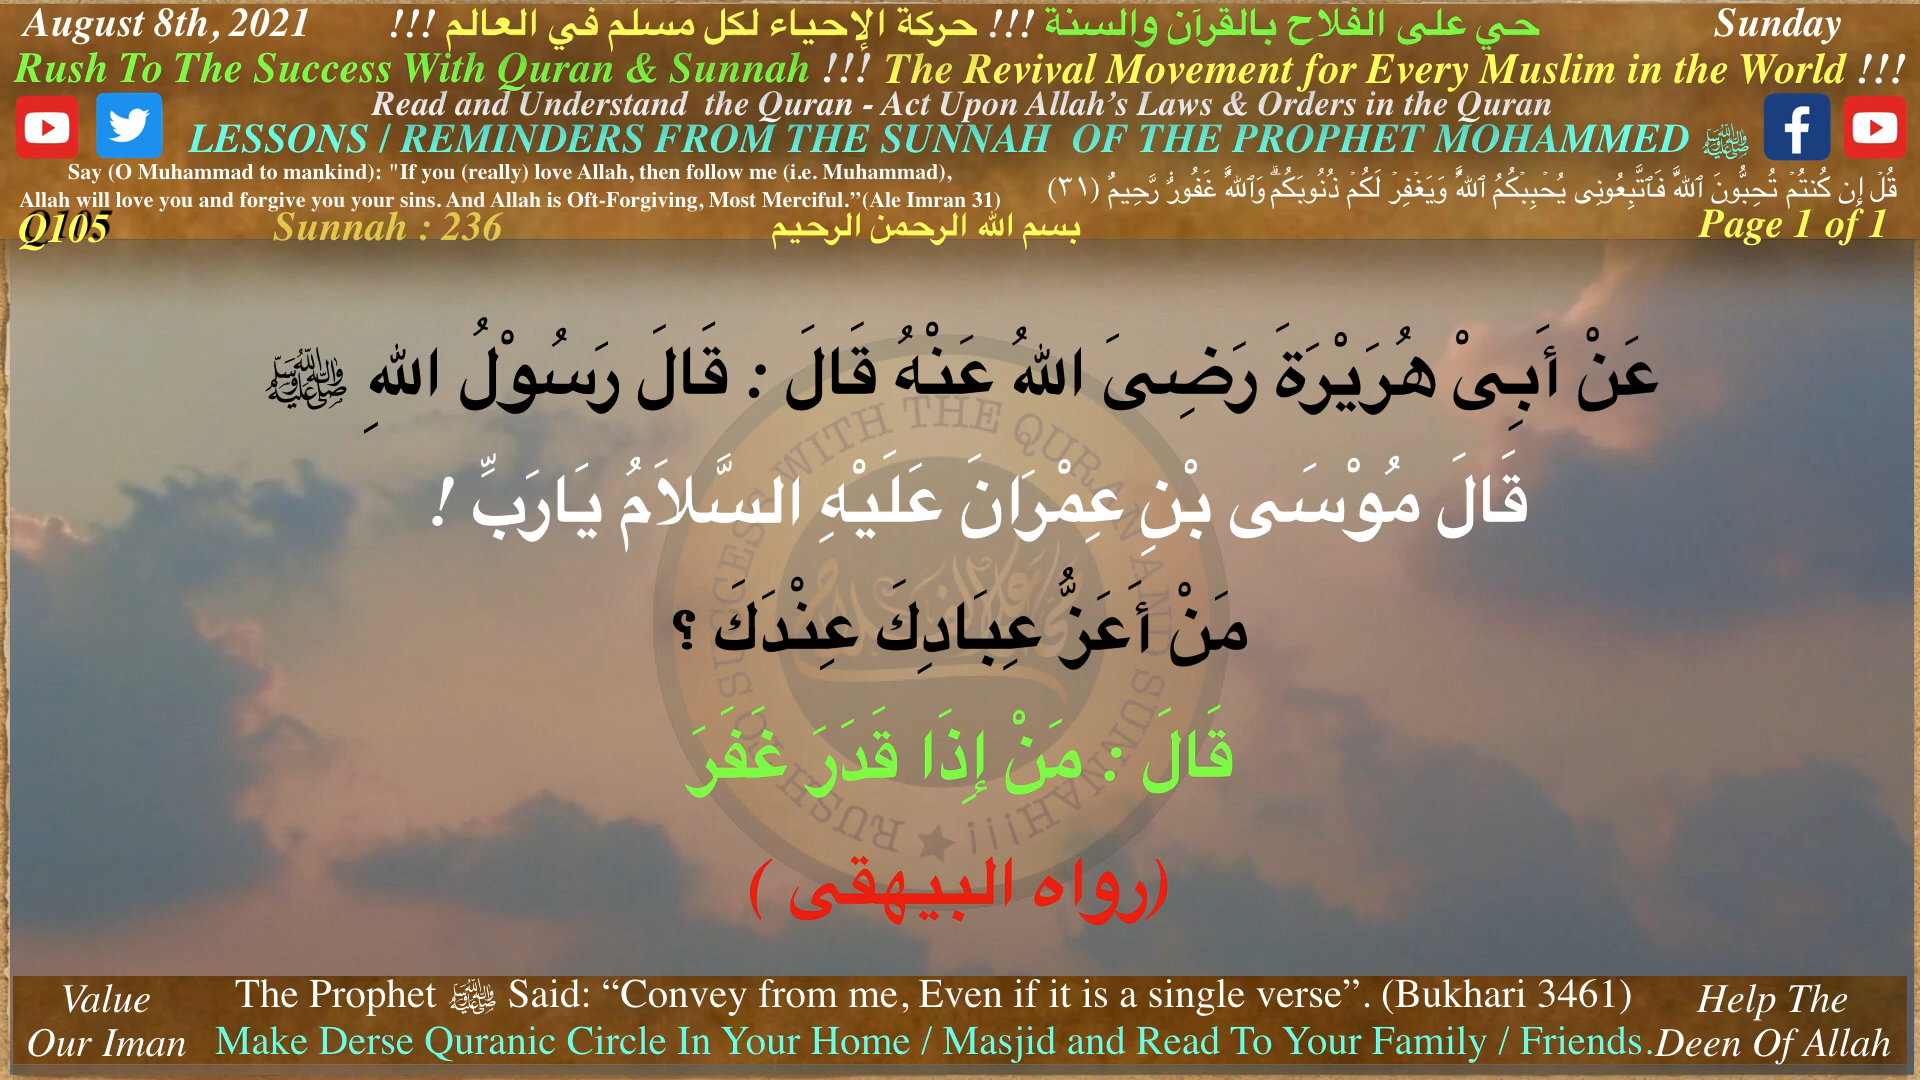 August 8th, 2021 حي على الفلاح بالقرآن والسنة !!! حركة الإحياء لكل مسلم في العالم !!! Sunday
Rush To The Success With Quran & Sunnah !!! The Revival Movement for Every Muslim in the World !!!
Read and Understand the Quran - Act Upon Allah’s Laws & Orders in the Quran
LESSONS / REMINDERS FROM THE SUNNAH OF THE PROPHET MOHAMMED ﷺ
Say (O Muhammad to mankind): "If you (really) love Allah, then follow me (i.e. Muhammad),
Allah will love you and forgive you your sins. And Allah is Oft-Forgiving, Most Merciful.”(Ale Imran 31)
قُلْ إِن كُنتُمْ تُحِبُّونَ ٱللَّهَ فَٱتَّبِعُونِى يُحْبِبْكُمُ ٱللَّهُ وَيَغْفِرْ لَكُمْ ذُنُوبَكُمْ ۗ وَٱللَّهُ غَفُورٌ رَّحِيمٌ (٣١)
Q105 Sunnah : 236 بسم الله الرحمن الرحيم Page 1 of 1
عَنْ أَبِىْ هُرَيْرَةَ رَضِىَ اللهُ عَنْهُ قَالَ : قَالَ رَسُوْلُ اللهِ ﷺ
قَالَ مُوْسَى بْنِ عِمْرَانَ عَلَيْهِ السَّلاَمُ يَارَبِّ !
مَنْ أَعَزُّ عِبَادِكَ عِنْدَكَ ؟
قَالَ : مَنْ إِذَا قَدَرَ غَفَرَ
(رواه البيهقى )
RUSH TO SUCCESS WITH THE QURAN AND SUNNAH!!!
Value
Our Iman
The Prophet ﷺ Said: “Convey from me, Even if it is a single verse”. (Bukhari 3461)
Make Derse Quranic Circle In Your Home / Masjid and Read To Your Family / Friends.
Help The
Deen Of Allah